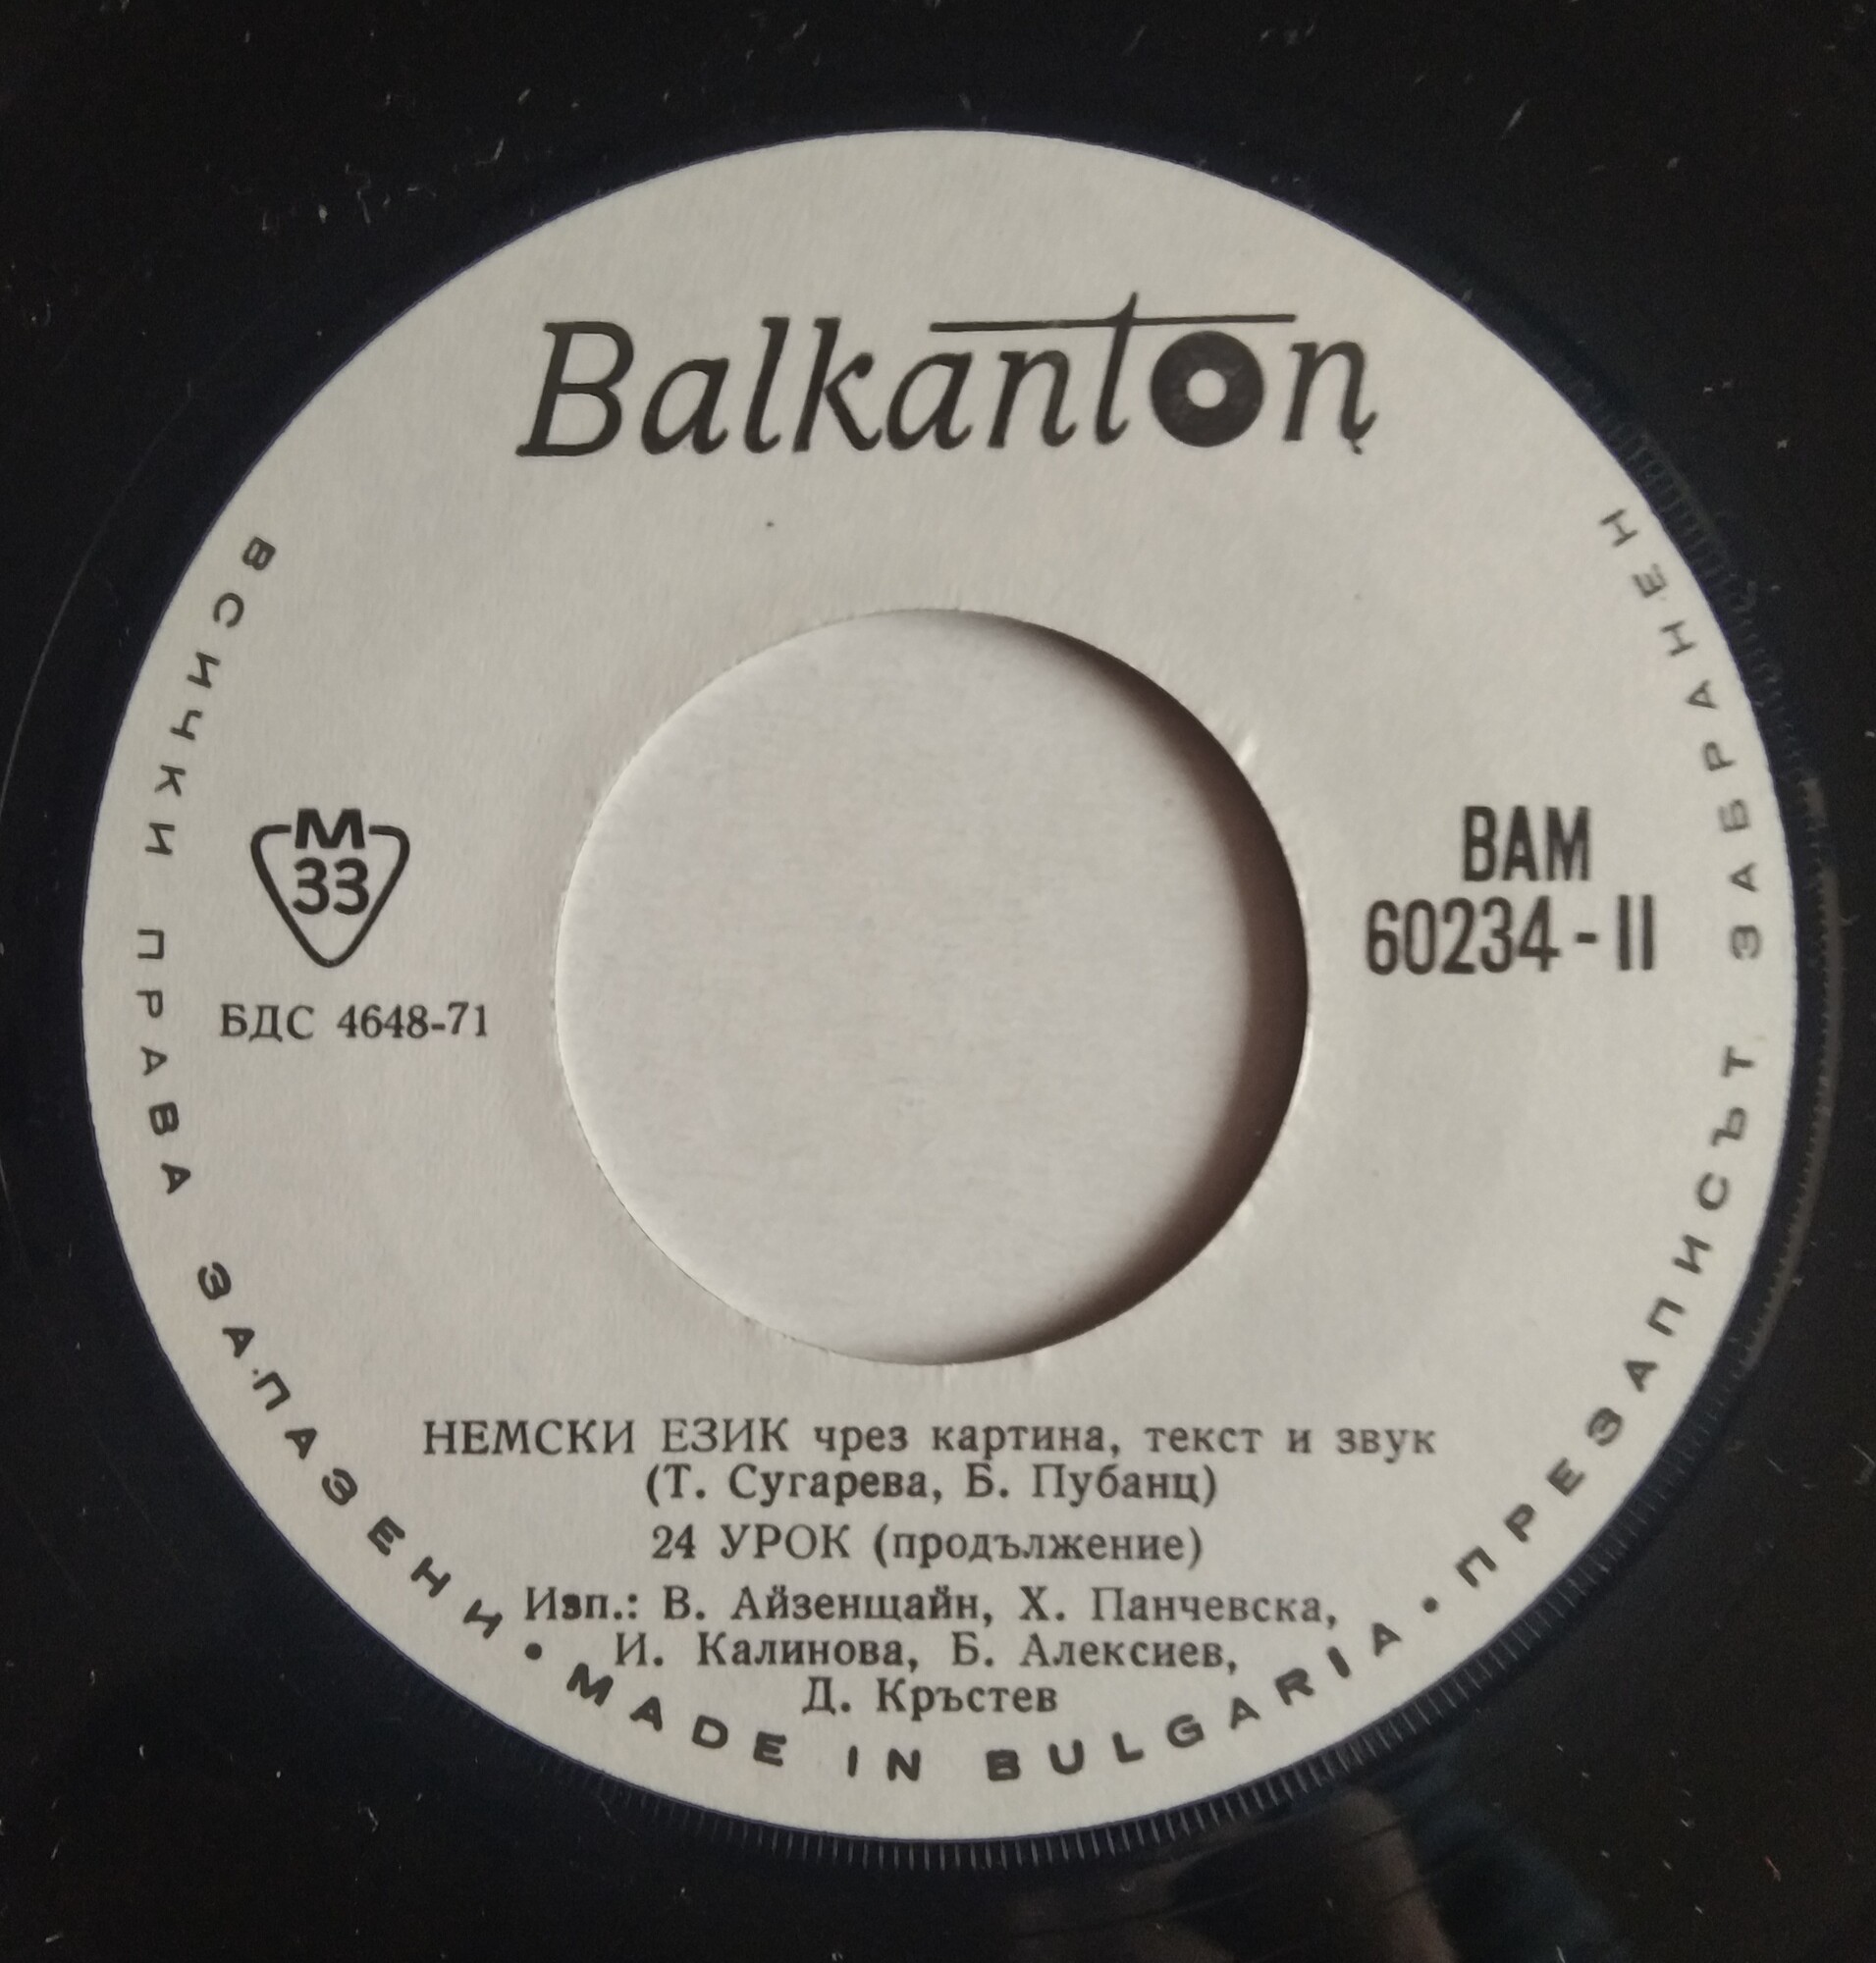 Balkanton
M
33
БДС 4648-71
ВАМ
60234-II
НЕМСКИ ЕЗИК чрез картина, текст и звук
(Т. Сугарева, Б. Пубанц)
24 УРОК (продължение)
Изп.: В. Айзенщайн, Х. Панчевска,
И. Калинова, Б. Алексиев,
Д. Кръстев
ВСИЧКИ ПРАВА ЗАПАЗЕНИ • MADE IN BULGARIA • ПРЕЗАПИСЪТ ЗАБРАНЕН